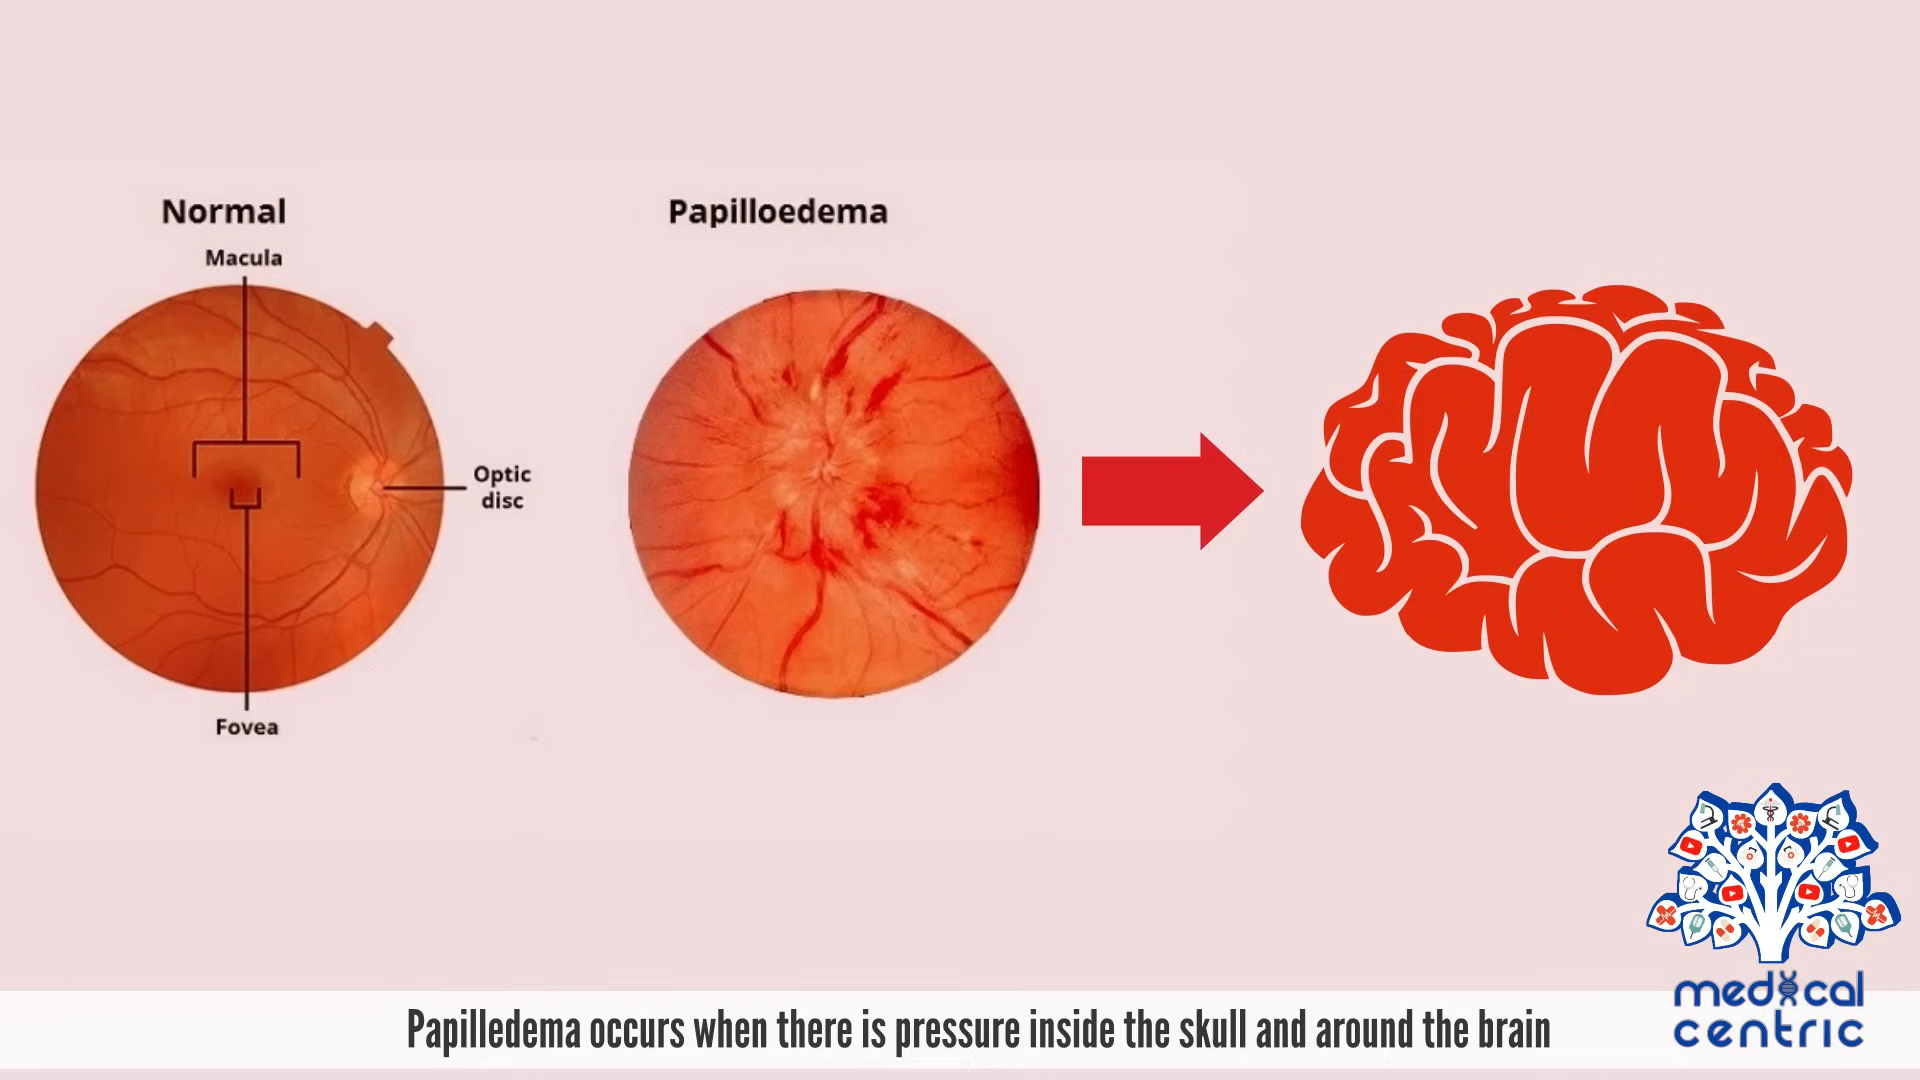 Normal
Papilloedema
Macula
Optic
disc
Fovea
Papilledema occurs when there is pressure inside the skull and around the brain
medical
centric